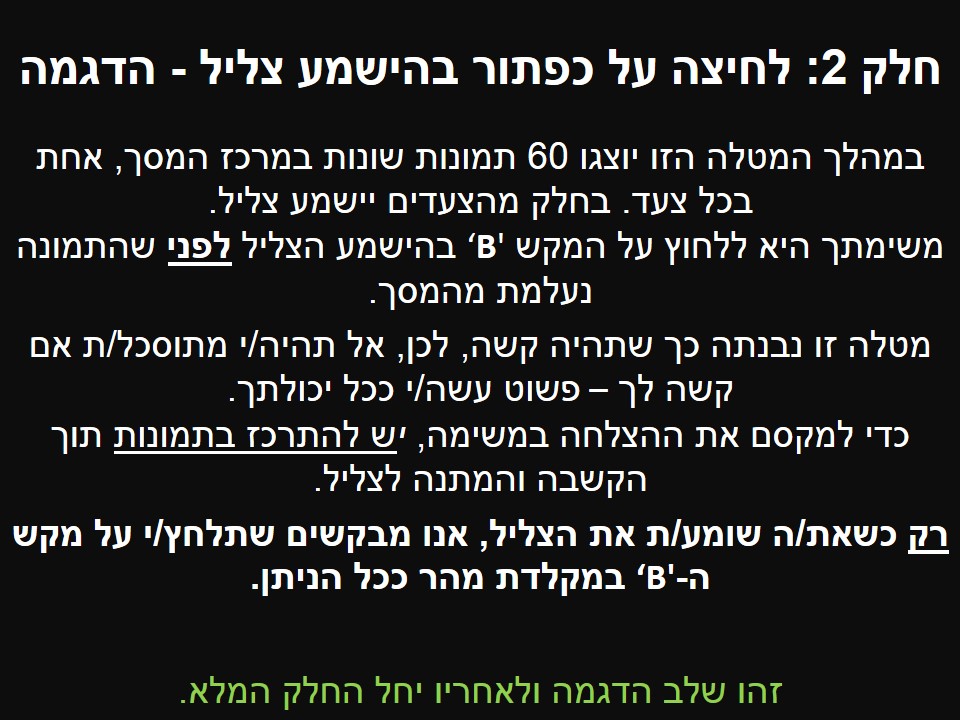 חלק 2: לחיצה על כפתור בהישמע צליל - הדגמה
במהלך המטלה הזו יוצגו 60 תמונות שונות במרכז המסך, אחת
בכל צעד. בחלק מהצעדים יישמע צליל.
משימתך היא ללחוץ על המקש 'B‘ בהישמע הצליל לפני שהתמונה
נעלמת מהמסך.
מטלה זו נבנתה כך שתהיה קשה, לכן, אל תהיה/י מתוסכל/ת אם
קשה לך – פשוט עשה/י ככל יכולתך.
כדי למקסם את ההצלחה במשימה, יש להתרכז בתמונות תוך
הקשבה והמתנה לצליל.
רק כשאת/ה שומע/ת את הצליל, אנו מבקשים שתלחץ/י על מקש
ה-'B‘ במקלדת מהר ככל הניתן.
זהו שלב הדגמה ולאחריו יחל החלק המלא.